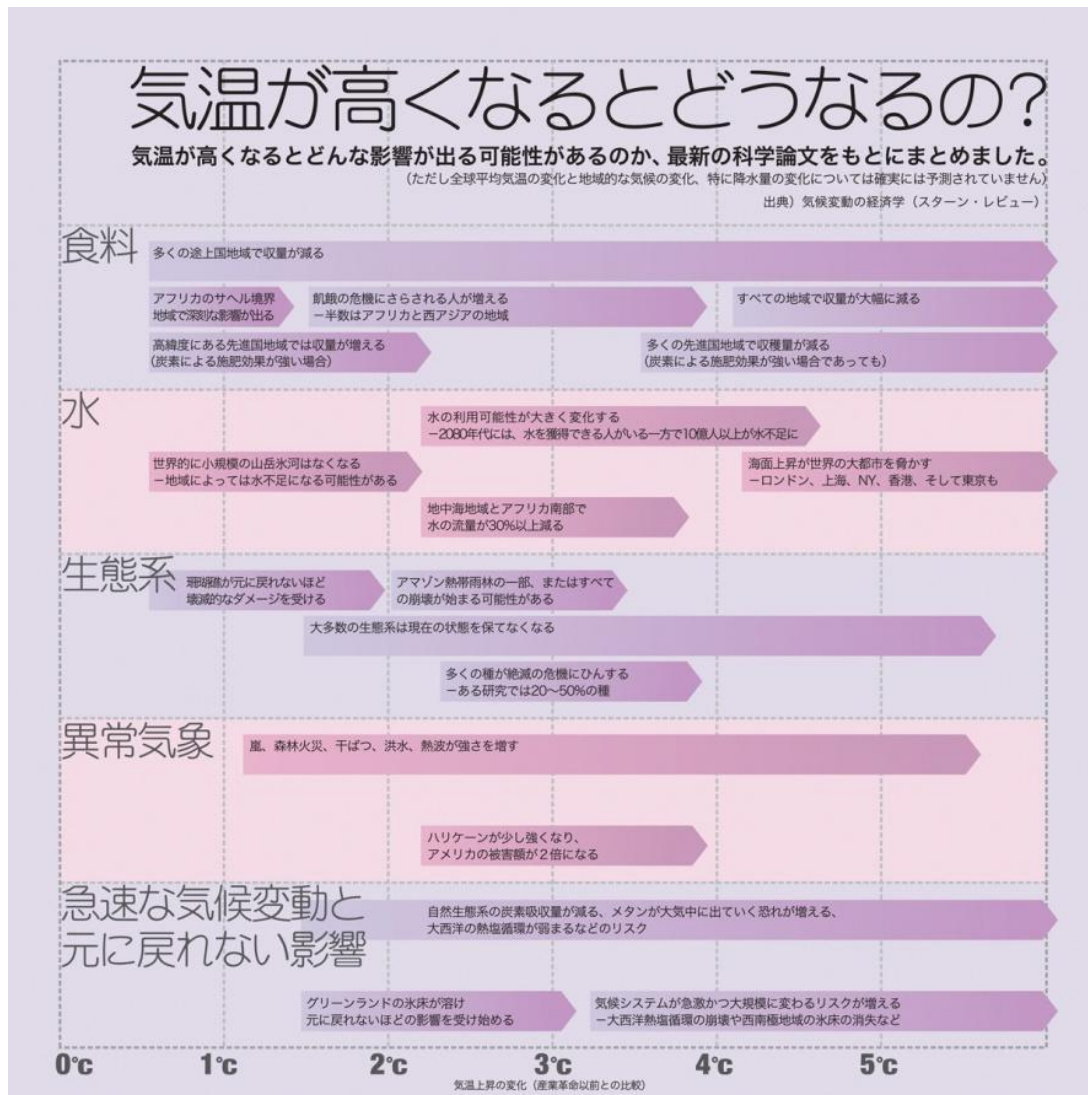 気温が高くなるとどうなるの?
気温が高くなるとどんな影響が出る可能性があるのか、最新の科学論文をもとにまとめました。
(ただし全球平均気温の変化と地域的な気候の変化、特に降水量の変化については確実には予測されていません)
出典）気候変動の経済学（スターン・レビュー）
食料
多くの途上国地域で収量が減る
アフリカのサヘル境界
地域で深刻な影響が出る
飢餓の危機にさらされる人が増える
－半数はアフリカと西アジアの地域
すべての地域で収量が大幅に減る
高緯度にある先進国地域では収量が増える
(炭素による施肥効果が強い場合)
多くの先進国地域で収穫量が減る
(炭素による施肥効果が強い場合であっても)
水
水の利用可能性が大きく変化する
－2080年代には、水を獲得できる人がいる一方で10億人以上が水不足に
世界的に小規模の山岳氷河はなくなる
－地域によっては水不足になる可能性がある
海面上昇が世界の大都市を脅かす
－ロンドン、上海、NY、香港、そして東京も
地中海地域とアフリカ南部で
水の流量が30%以上減る
生態系
珊瑚礁が元に戻れないほど
壊滅的なダメージを受ける
アマゾン熱帯雨林の一部、またはすべて
の崩壊が始まる可能性がある
大多数の生態系は現在の状態を保てなくなる
多くの種が絶滅の危機にひんする
－ある研究では20〜50%の種
異常気象
嵐、森林火災、干ばつ、洪水、熱波が強さを増す
ハリケーンが少し強くなり、
アメリカの被害額が２倍になる
急速な気候変動と
元に戻れない影響
自然生態系の炭素吸収量が減る、メタンが大気中に出ていく恐れが増える、
大西洋の熱塩循環が弱まるなどのリスク
グリーンランドの氷床が溶け
元に戻れないほどの影響を受け始める
気候システムが急激かつ大規模に変わるリスクが増える
－大西洋熱塩循環の崩壊や西南極地域の氷床の消失など
0℃ 1℃ 2℃ 3℃ 4℃ 5℃
気温上昇の変化（産業革命以前との比較）